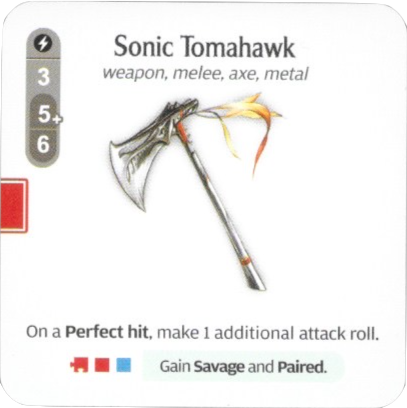 Sonic Tomahawk
weapon, melee, axe, metal
3
5+
6
On a Perfect hit, make 1 additional attack roll.
Gain Savage and Paired.